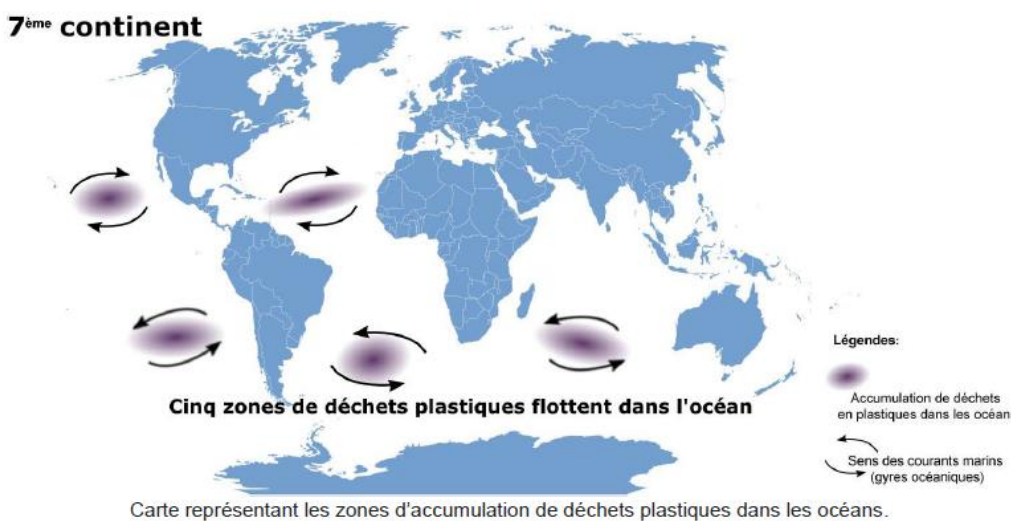 7ème continent
Cinq zones de déchets plastiques flottent dans l'océan
Légendes:
Accumulation de déchets
en plastiques dans les océan
Sens des courants marins
(gyres océaniques)
Carte représentant les zones d'accumulation de déchets plastiques dans les océans.